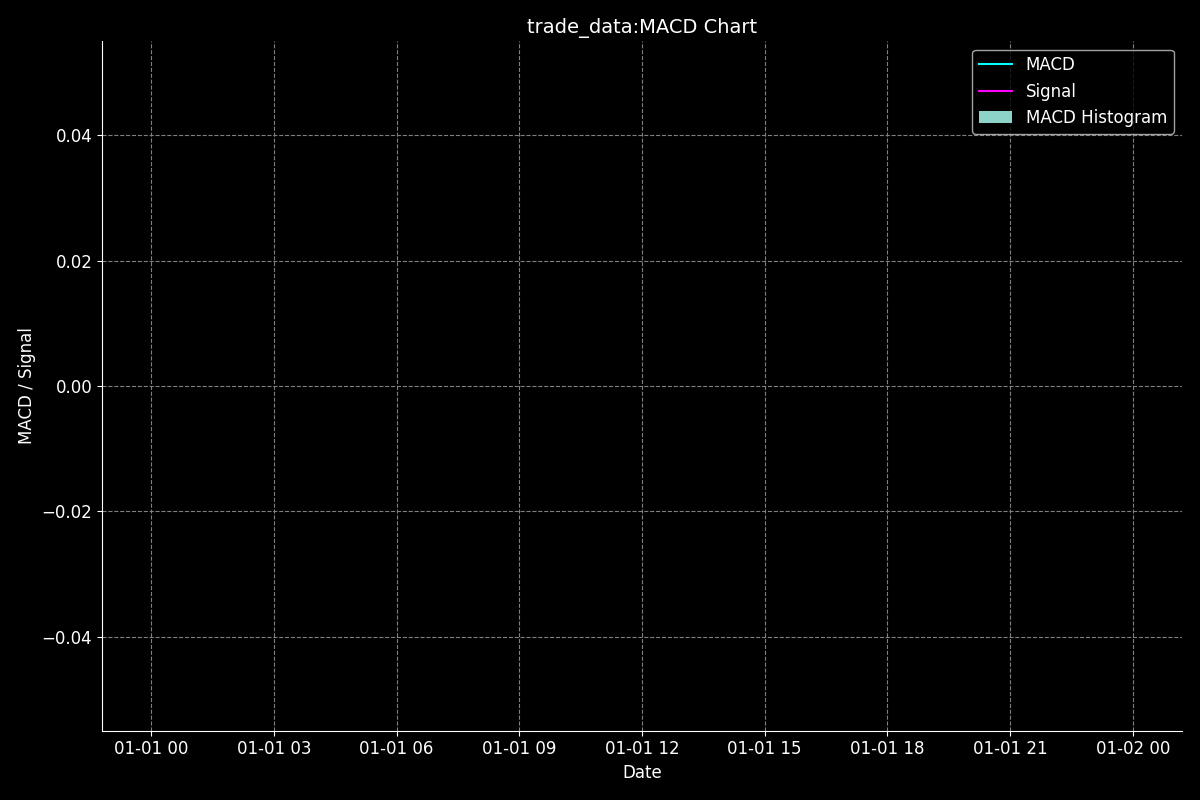 trade_data:MACD Chart
MACD
Signal
MACD Histogram
0.04
0.02
0.00
−0.02
−0.04
MACD / Signal
01-01 00 01-01 03 01-01 06 01-01 09 01-01 12 01-01 15 01-01 18 01-01 21 01-02 00
Date